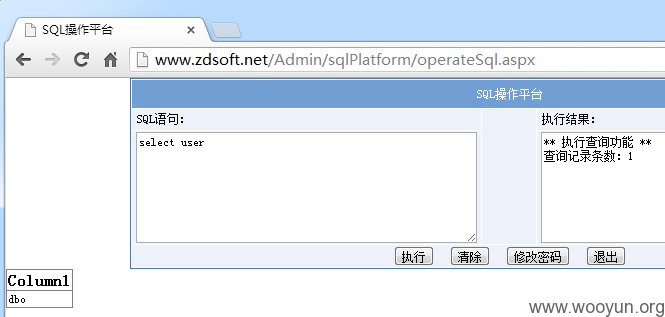 SQL操作平台
www.zdsoft.net/Admin/sqlPlatform/operateSql.aspx
SQL操作平台
SQL语句:
执行结果:
select user
** 执行查询功能 **
查询记录条数: 1
执行
清除
修改密码
退出
Column1
dbo
www.wooyun.org